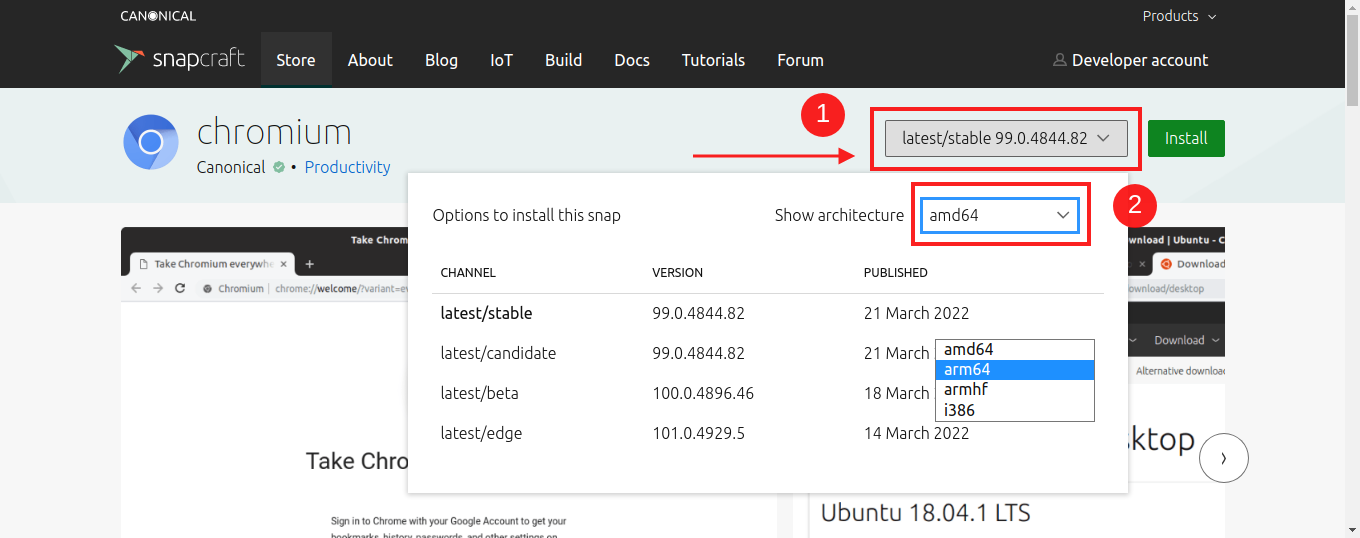 CANONICAL
Products
snapcraft Store About Blog IoT Build Docs Tutorials Forum Developer account
1
chromium
latest/stable 99.0.4844.82 Install
Canonical • Productivity
2
Options to install this snap Show architecture amd64
Take Chrom
wnload | Ubuntu - C
Take Chromium everywhe × +
× Download
Chromium | chrome://welcome/?variant=ev
ownload/desktop
CHANNEL VERSION PUBLISHED
latest/stable 99.0.4844.82 21 March 2022
Download
latest/candidate 99.0.4844.82 21 March
amd64
arm64
armhf
i386
Alternative download
latest/beta 100.0.4896.46 18 March
latest/edge 101.0.4929.5 14 March 2022
sktop
Take Chro
Ubuntu 18.04.1 LTS
Sign in to Chrome with your Google Account to get your
bookmarks, history, passwords, and other settings on